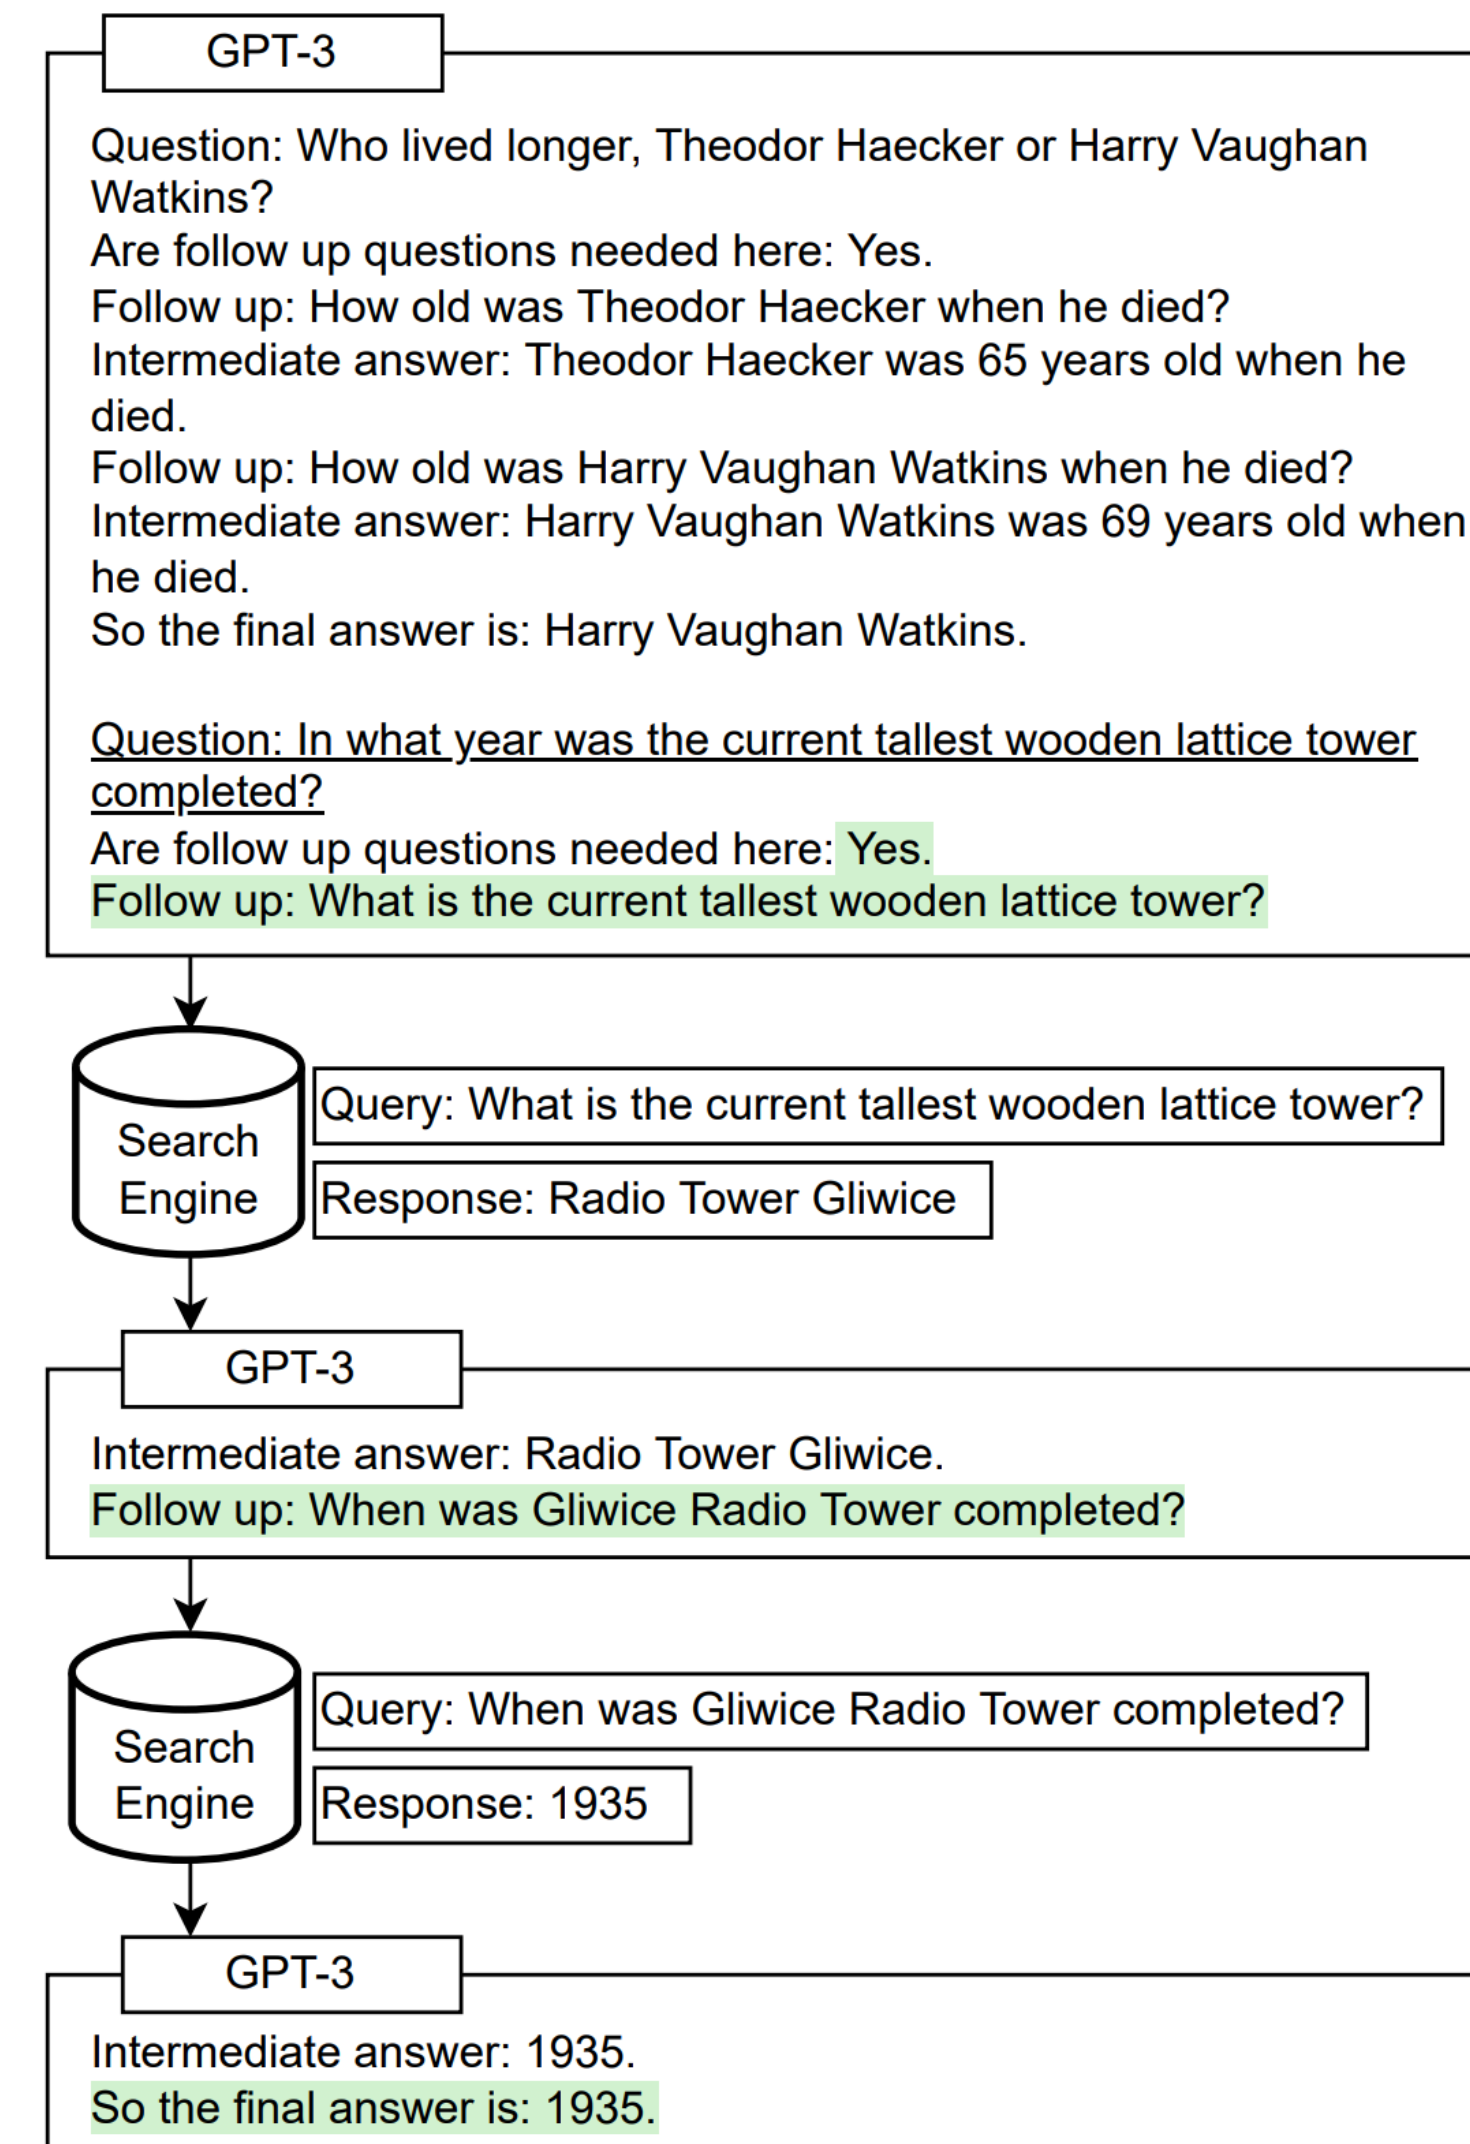 GPT-3
Question: Who lived longer, Theodor Haecker or Harry Vaughan
Watkins?
Are follow up questions needed here: Yes.
Follow up: How old was Theodor Haecker when he died?
Intermediate answer: Theodor Haecker was 65 years old when he
died.
Follow up: How old was Harry Vaughan Watkins when he died?
Intermediate answer: Harry Vaughan Watkins was 69 years old when
he died.
So the final answer is: Harry Vaughan Watkins.
Question: In what year was the current tallest wooden lattice tower
completed?
Are follow up questions needed here: Yes.
Follow up: What is the current tallest wooden lattice tower?
Search
Engine
Query: What is the current tallest wooden lattice tower?
Response: Radio Tower Gliwice
GPT-3
Intermediate answer: Radio Tower Gliwice.
Follow up: When was Gliwice Radio Tower completed?
Search
Engine
Query: When was Gliwice Radio Tower completed?
Response: 1935
GPT-3
Intermediate answer: 1935.
So the final answer is: 1935.